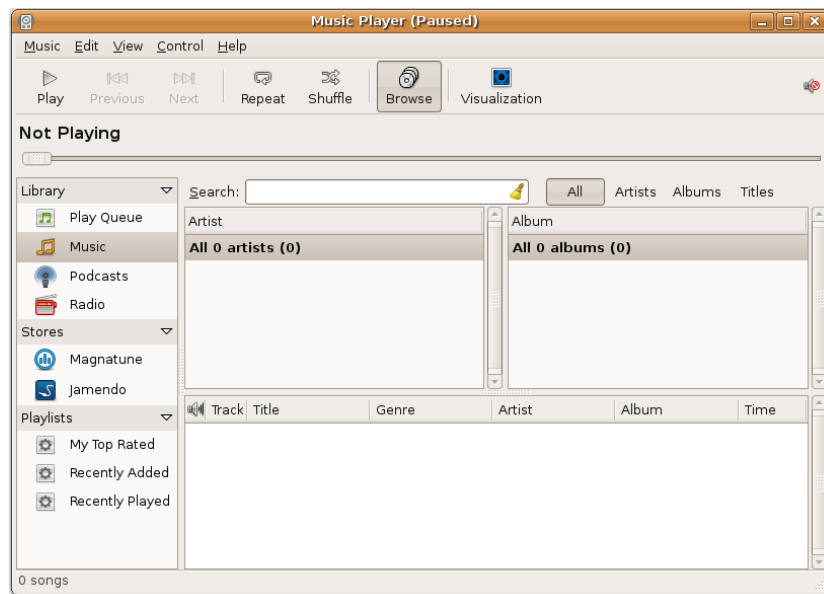 Music Player (Paused)
Music Edit View Control Help
Play Previous Next Repeat Shuffle Browse Visualization
Not Playing
Library
Play Queue
Music
Podcasts
Radio
Stores
Magnatune
Jamendo
Playlists
My Top Rated
Recently Added
Recently Played
Search: All Artists Albums Titles
Artist Album
All 0 artists (0) All 0 albums (0)
Track Title Genre Artist Album Time
0 songs